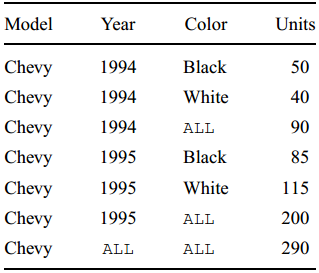 Model Year Color Units
Chevy 1994 Black 50
Chevy 1994 White 40
Chevy 1994 ALL 90
Chevy 1995 Black 85
Chevy 1995 White 115
Chevy 1995 ALL 200
Chevy ALL ALL 290